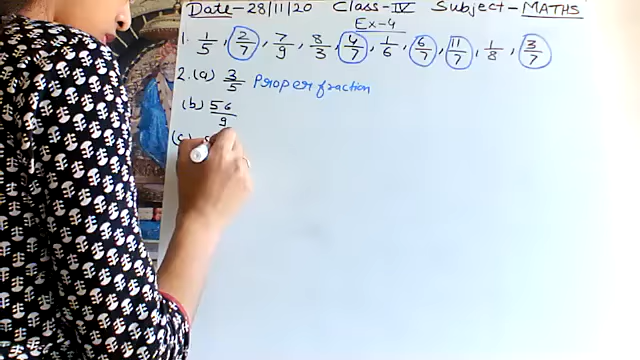 Date-28/11/20 Class-IV Subject-MATHS
Ex-4
1. 1/5, 2/7, 7/9, 8/3, 4/7, 1/6, 6/7, 11/7, 1/8, 3/7
2. (a) 3/5 Proper fraction
(b) 56/9
(c)